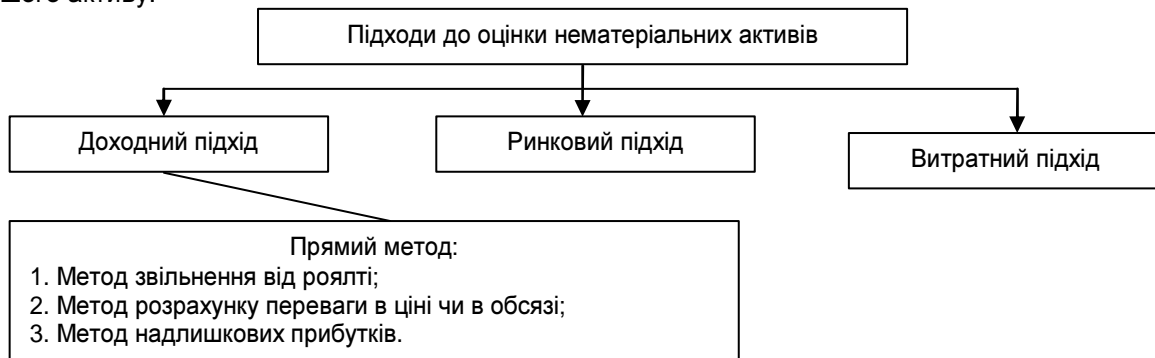 активу.
Підходи до оцінки нематеріальних активів
Доходний підхід
Ринковий підхід
Витратний підхід
Прямий метод:
1. Метод звільнення від роялті;
2. Метод розрахунку переваги в ціні чи в обсязі;
3. Метод надлишкових прибутків.